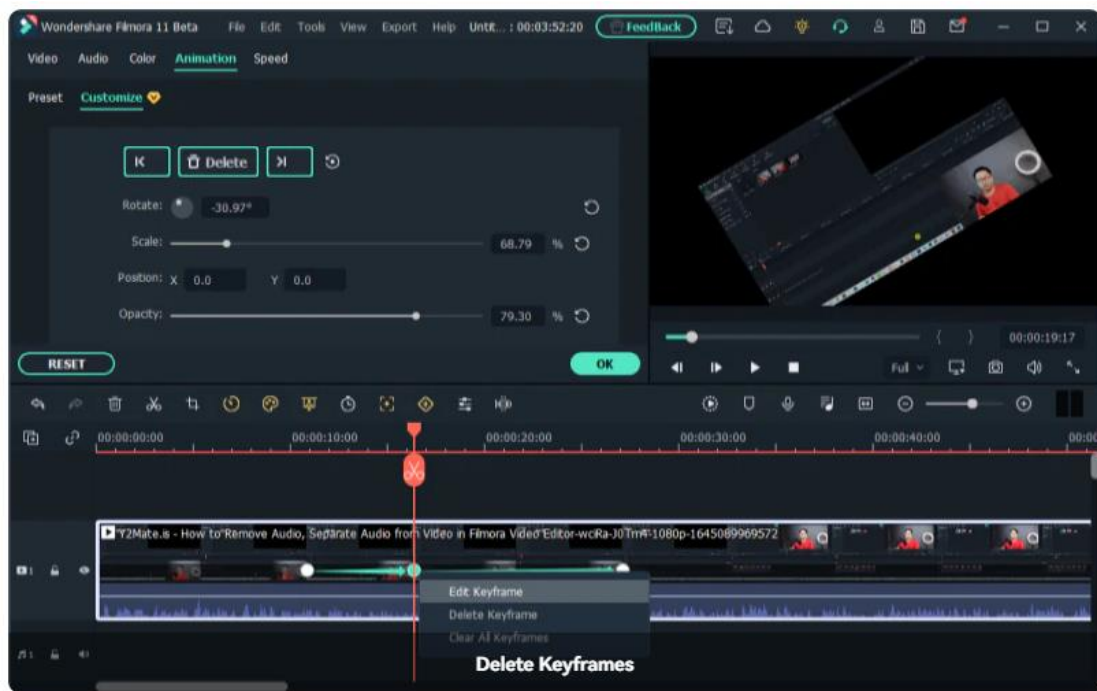 Wondershare Filmora 11 Beta File Edit Tools View Export Help Untit... : 00:03:52:20 FeedBack
Video Audio Color Animation Speed
Preset Customize
Delete
Rotate: -30.97°
Scale: 68.79 %
Position: X 0.0 Y 0.0
Opacity: 79.30 %
00:00:19:17
RESET OK
Full
00:00:00:00 00:00:10:00 00:00:20:00 00:00:30:00 00:00:40:00 00:00
Y2Mate.is - How to Remove Audio, Separate Audio from Video in Filmora Video Editor-wciRa-J0Tm4-1080p-1645089969572
1
Edit Keyframe
Delete Keyframe
Clear All Keyframes
1
Delete Keyframes